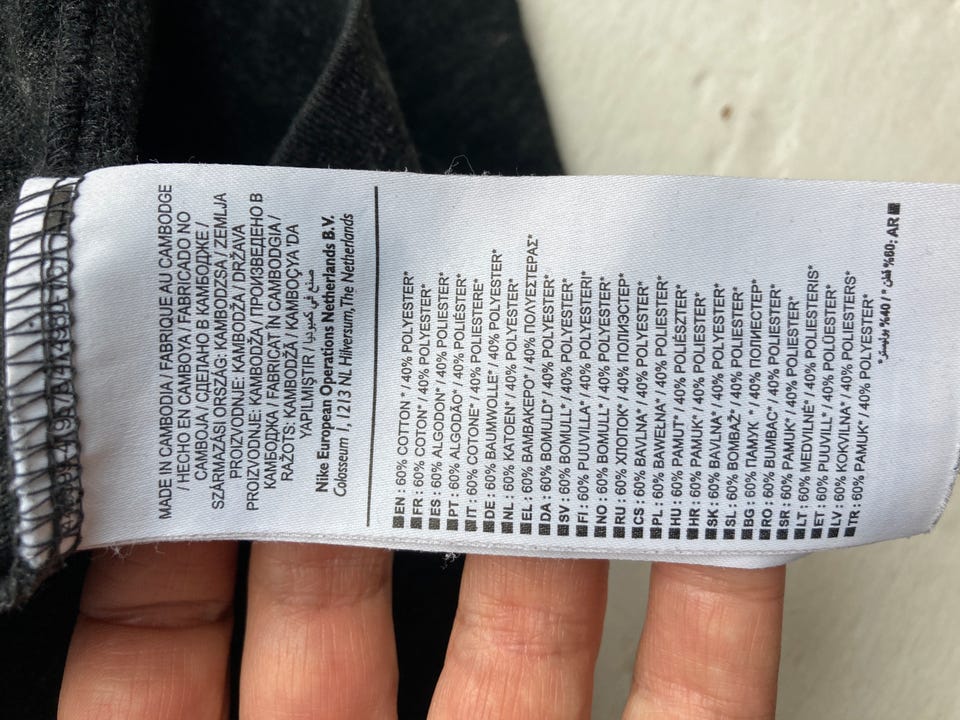 MADE IN CAMBODIA / FABRIQUE AU CAMBODGE
/ HECHO EN CAMBOYA / FABRICADO NO
CAMBOJA / СДЕЛАНО В КАМБОДЖЕ /
SZÁRMAZÁSI ORSZÁG: KAMBODZSA / ZEMLJA
PROIZVODNJE: KAMBODŽA / DRŽAVA
PROIZVODNJE: KAMBODŽA / ПРОИЗВЕДЕНО В
КАМБОДЖА / FABRICAT ÎN CAMBODGIA /
RAZOTS: KAMBODŽĀ / KAMBOÇYA 'DA
YAPILMIŞTIR / صنع في كمبوديا
Nike European Operations Netherlands B.V.
Colosseum 1, 1213 NL Hilversum, The Netherlands
■ EN : 60% COTTON * / 40% POLYESTER*
■ FR : 60% COTON* / 40% POLYESTER*
■ ES : 60% ALGODON* / 40% POLIESTER*
■ PT : 60% ALGODÃO* / 40% POLIÉSTER*
■ IT : 60% COTONE* / 40% POLIESTERE*
■ DE : 60% BAUMWOLLE* / 40% POLYESTER*
■ NL : 60% KATOEN* / 40% POLYESTER*
■ EL : 60% ΒΑΜΒΑΚΕΡΟ* / 40% ΠΟΛΥΕΣΤΕΡΑΣ*
■ DA : 60% BOMULD* / 40% POLYESTER*
■ SV : 60% BOMULL* / 40% POLYESTER*
■ FI : 60% PUUVILLA* / 40% POLYESTERI*
■ NO : 60% BOMULL* / 40% POLYESTER*
■ RU : 60% ХЛОПОК* / 40% ПОЛИЭСТЕР*
■ CS : 60% BAVLNA* / 40% POLYESTER*
■ PL : 60% BAWEŁNA* / 40% POLIESTER*
■ HU : 60% PAMUT* / 40% POLIÉSZTER*
■ HR : 60% PAMUK* / 40% POLIESTER*
■ SK : 60% BAVLNA* / 40% POLYESTER*
■ SL : 60% BOMBAŽ* / 40% POLIESTER*
■ BG : 60% ПАМУК * / 40% ПОЛИЕСТЕР*
■ RO : 60% BUMBAC* / 40% POLIESTER*
■ SR : 60% PAMUK* / 40% POLIESTER*
■ LT : 60% MEDVILNĖ* / 40% POLIESTERIS*
■ ET : 60% PUUVILL* / 40% POLÜESTER*
■ LV : 60% KOKVILNA* / 40% POLIESTERS*
■ TR : 60% PAMUK* / 40% POLYESTER*
■ AR :%60 قطن * / %40 بوليستر *